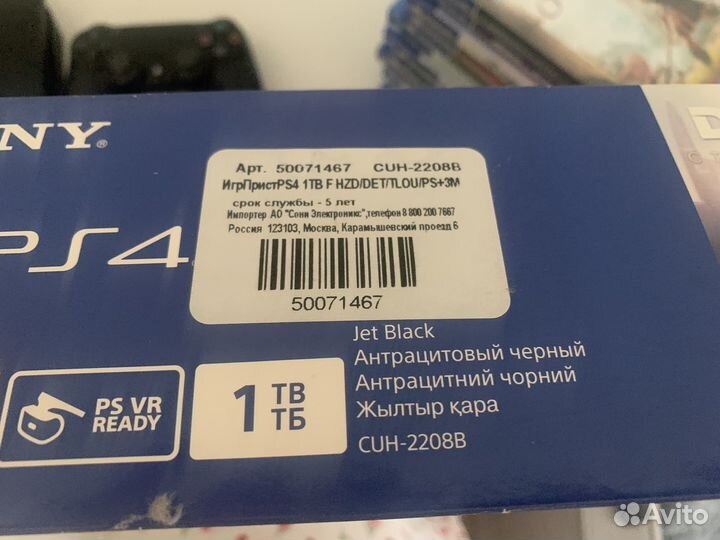 NY
Арт. 50071467 CUH-2208B
ИгрПристPS4 1TB F HZD/DET/TLOU/PS+3M
срок службы - 5 лет
Импортер АО "Сони Электроникс",телефон 8 800 200 7667
Россия 123103, Москва, Карамышевский проезд 6
50071467
PS4
Jet Black
Антрацитовый черный
Антрацитний чорний
Жылтыр қара
CUH-2208B
PS VR
READY
1 TB
ТБ
Avito